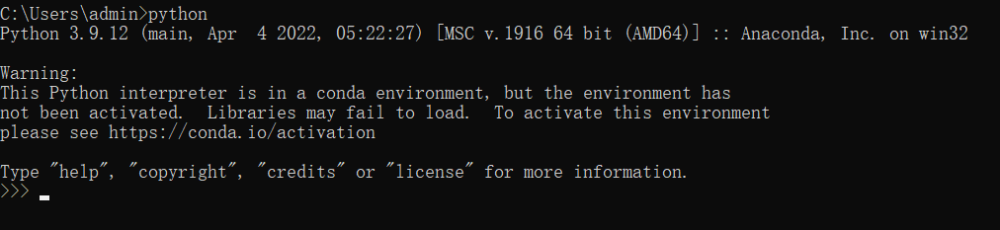 C:\Users\admin>python
Python 3.9.12 (main, Apr  4 2022, 05:22:27) [MSC v.1916 64 bit (AMD64)] :: Anaconda, Inc. on win32
Warning:
This Python interpreter is in a conda environment, but the environment has
not been activated.  Libraries may fail to load.  To activate this environment
please see https://conda.io/activation
Type "help", "copyright", "credits" or "license" for more information.
>>>